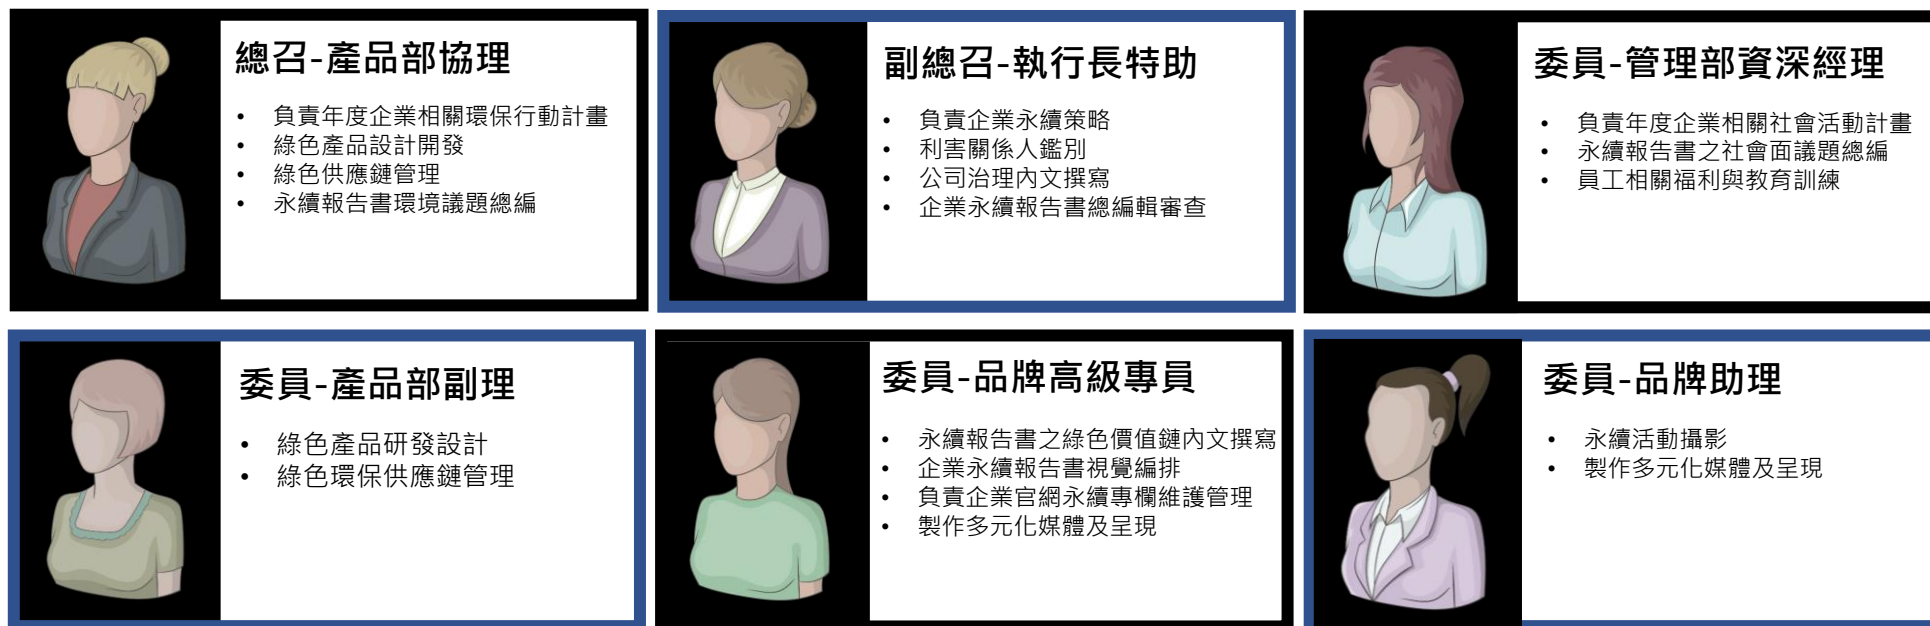 總召-產品部協理
• 負責年度企業相關環保行動計畫
• 綠色產品設計開發
• 綠色供應鏈管理
• 永續報告書環境議題總編
副總召-執行長特助
• 負責企業永續策略
• 利害關係人鑑別
• 公司治理內文撰寫
• 企業永續報告書總編輯審查
委員-管理部資深經理
• 負責年度企業相關社會活動計畫
• 永續報告書之社會面議題總編
• 員工相關福利與教育訓練
委員-產品部副理
• 綠色產品研發設計
• 綠色環保供應鏈管理
委員-品牌高級專員
• 永續報告書之綠色價值鏈內文撰寫
• 企業永續報告書視覺編排
• 負責企業官網永續專欄維護管理
• 製作多元化媒體及呈現
委員-品牌助理
• 永續活動攝影
• 製作多元化媒體及呈現